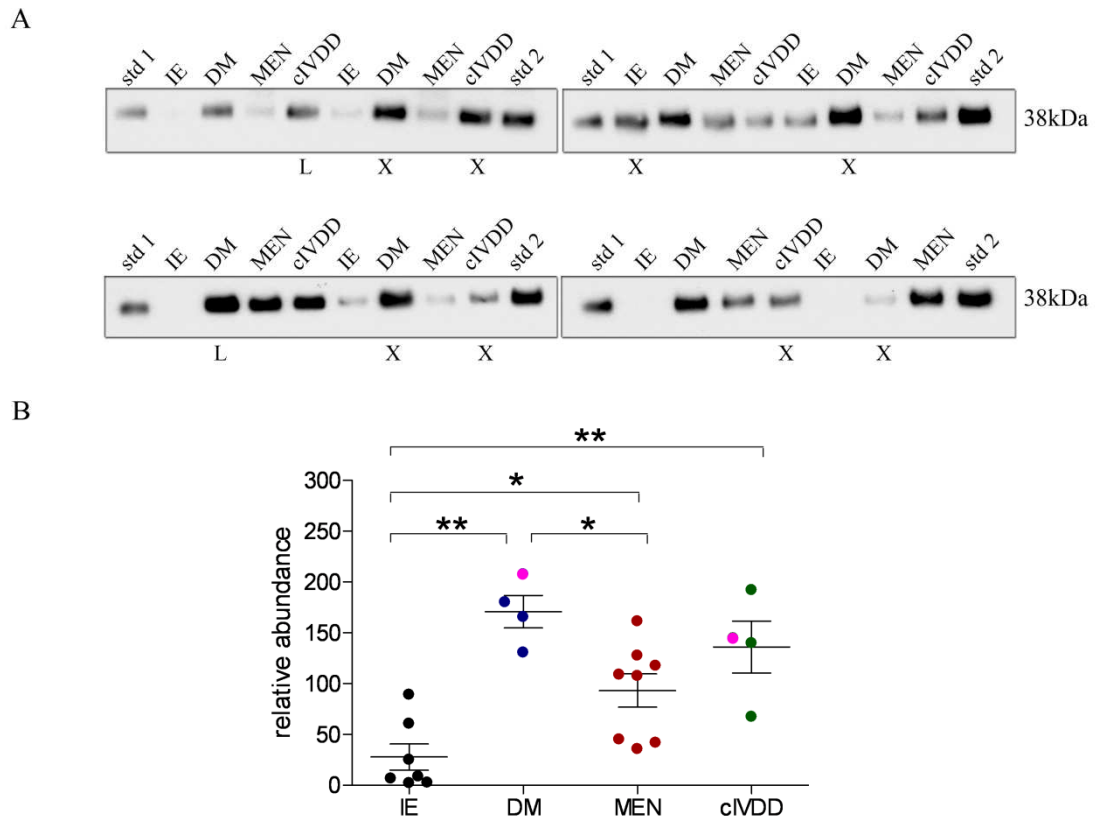 A
std 1 IE DM MEN cIVDD IE DM MEN cIVDD std 2 std 1 IE DM MEN cIVDD IE DM MEN cIVDD std 2
38kDa
L X X X X
std 1 IE DM MEN cIVDD IE DM MEN cIVDD std 2 std 1 IE DM MEN cIVDD IE DM MEN std 2
38kDa
L X X X X
B
**
*
** *
relative abundance
300
250
200
150
100
50
0
IE DM MEN cIVDD